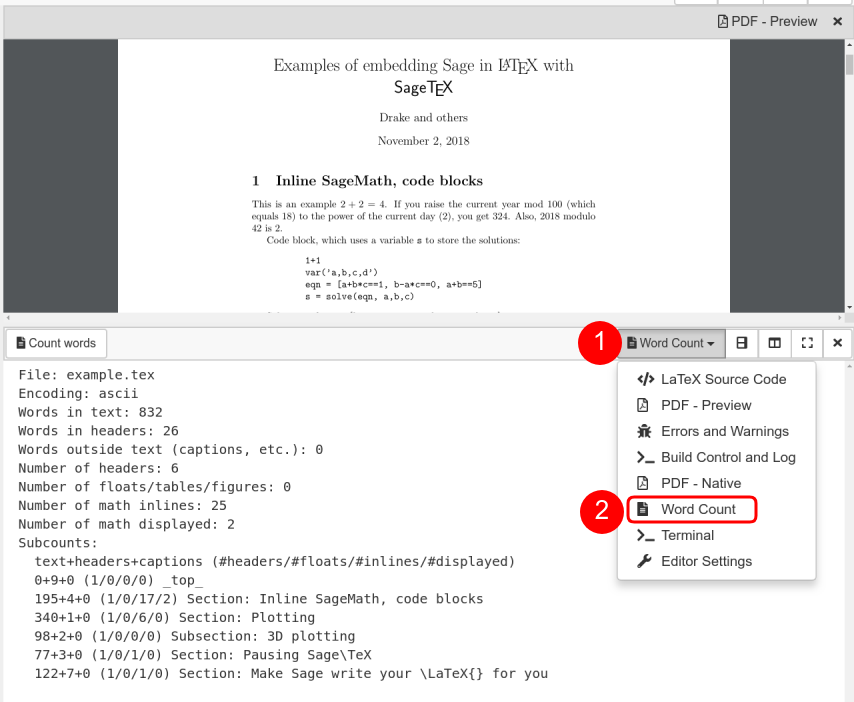 PDF - Preview
Examples of embedding Sage in LATEX with
SageTEX
Drake and others
November 2, 2018
1 Inline SageMath, code blocks
This is an example 2 + 2 = 4. If you raise the current year mod 100 (which
equals 18) to the power of the current day (2), you get 324. Also, 2018 modulo
42 is 2.
Code block, which uses a variable s to store the solutions:
1+1
var('a,b,c,d')
eqn = [a+b*c==1, b-a*c==0, a+b==5]
s = solve(eqn, a,b,c)
Count words
1
Word Count
File: example.tex
Encoding: ascii
Words in text: 832
Words in headers: 26
Words outside text (captions, etc.): 0
Number of headers: 6
Number of floats/tables/figures: 0
Number of math inlines: 25
Number of math displayed: 2
Subcounts:
text+headers+captions (#headers/#floats/#inlines/#displayed)
0+9+0 (1/0/0/0) _top_
195+4+0 (1/0/17/2) Section: Inline SageMath, code blocks
340+1+0 (1/0/6/0) Section: Plotting
98+2+0 (1/0/0/0) Subsection: 3D plotting
77+3+0 (1/0/1/0) Section: Pausing Sage\TeX
122+7+0 (1/0/1/0) Section: Make Sage write your \LaTeX{} for you
LaTeX Source Code
PDF - Preview
Errors and Warnings
Build Control and Log
PDF - Native
2
Word Count
Terminal
Editor Settings